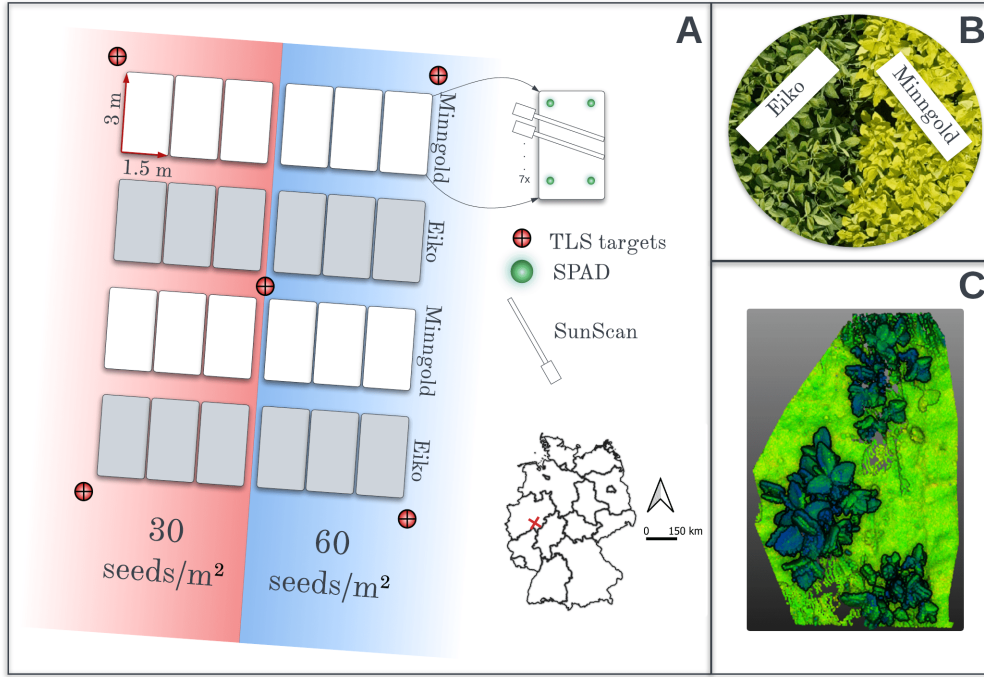 A
3 m
1.5 m
Minngold
Eiko
Minngold
Eiko
7x
TLS targets
SPAD
SunScan
0 150 km
30
seeds/m²
60
seeds/m²
B
Eiko
Minngold
C